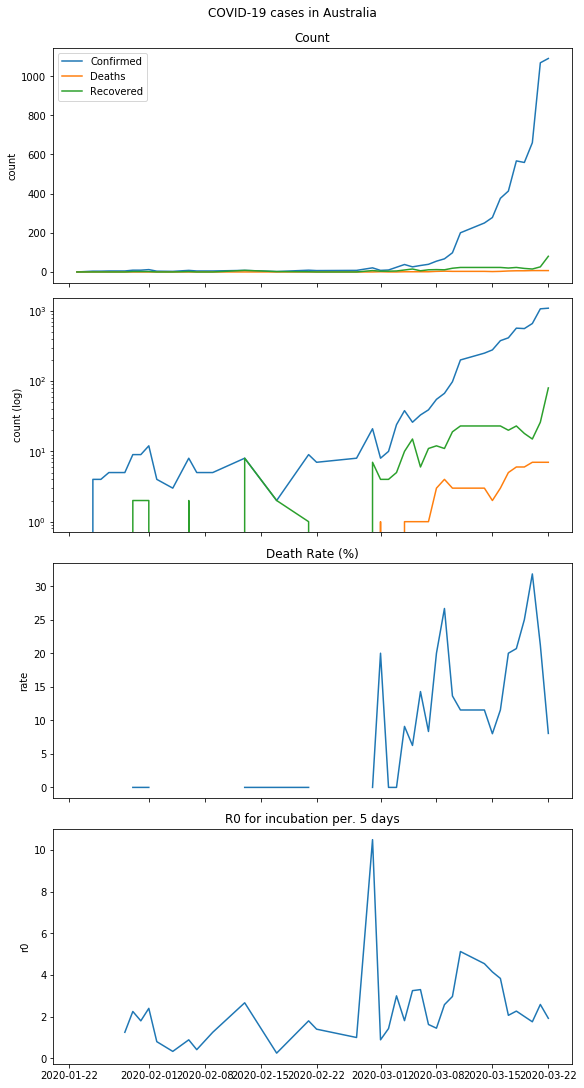 COVID-19 cases in Australia
Count
Confirmed
Deaths
Recovered
1000
800
600
400
200
0
count
10³
10²
10¹
10⁰
count (log)
Death Rate (%)
30
25
20
15
10
5
0
rate
R0 for incubation per. 5 days
10
8
6
4
2
0
r0
2020-01-22 2020-02-01 2020-02-08 2020-02-15 2020-02-22 2020-03-01 2020-03-08 2020-03-15 2020-03-22